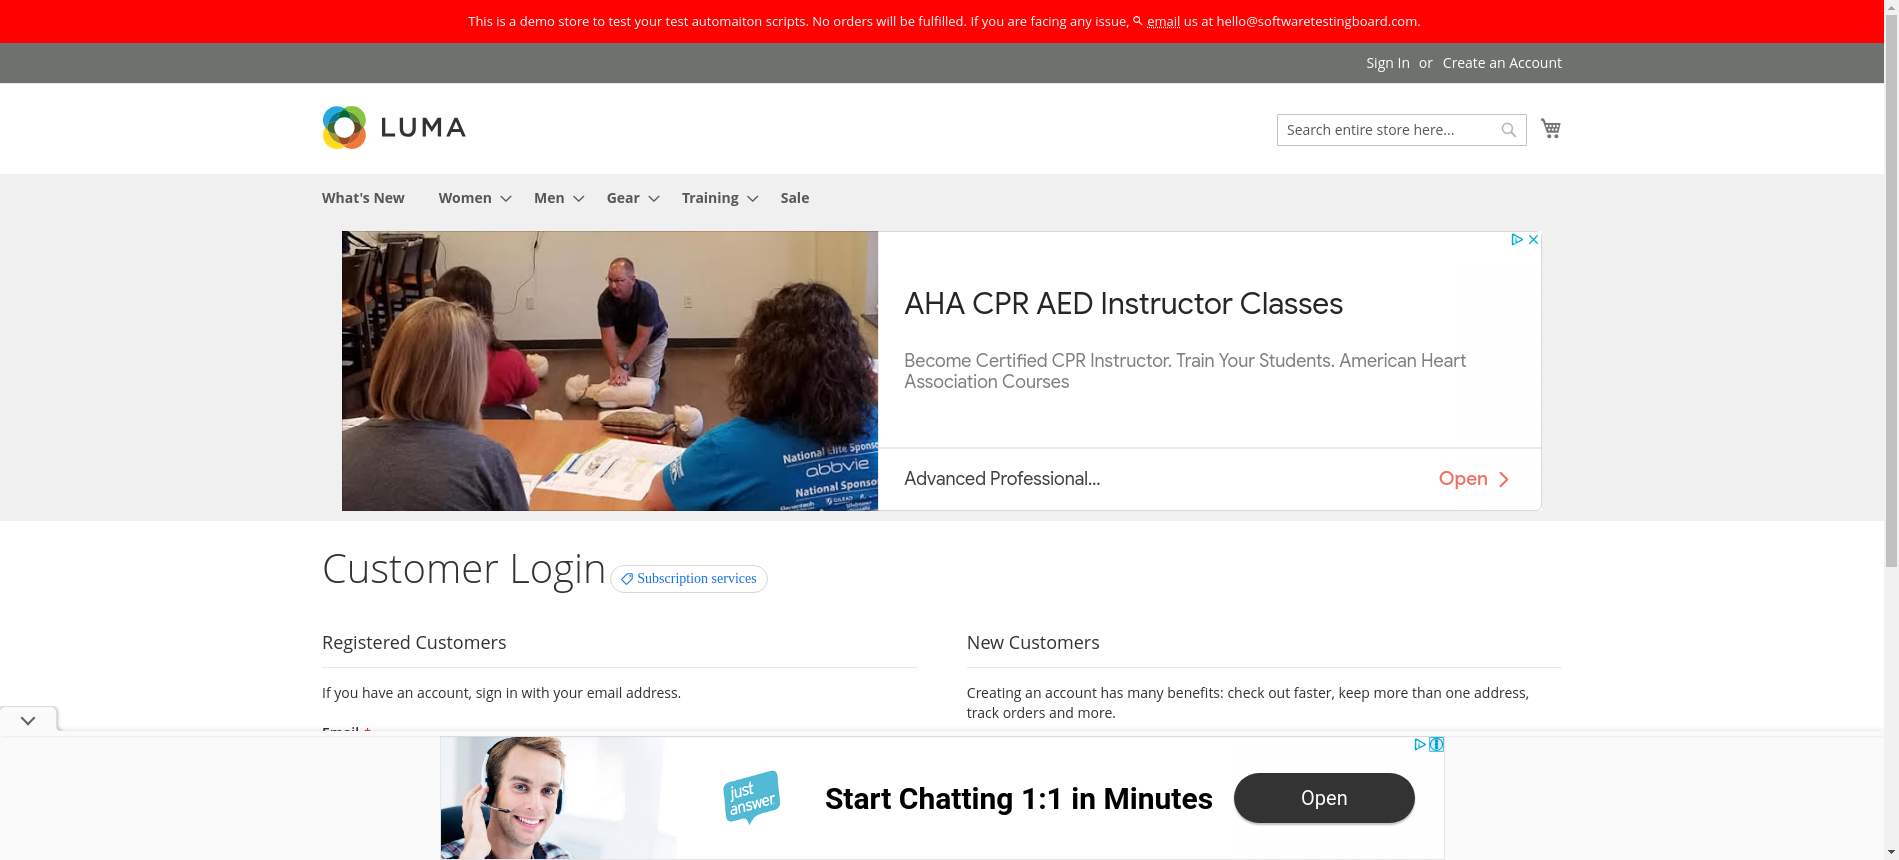 This is a demo store to test your test automaiton scripts. No orders will be fulfilled. If you are facing any issue, email us at hello@softwaretestingboard.com.
Sign In or Create an Account
LUMA
Search entire store here...
What's New Women Men Gear Training Sale
AHA CPR AED Instructor Classes
Become Certified CPR Instructor. Train Your Students. American Heart
Association Courses
National Elite Sponso
abbvie
National Sponso
Advanced Professional...
Open
Customer Login
Subscription services
Registered Customers
If you have an account, sign in with your email address.
Email *
New Customers
Creating an account has many benefits: check out faster, keep more than one address,
track orders and more.
just
answer
Start Chatting 1:1 in Minutes
Open